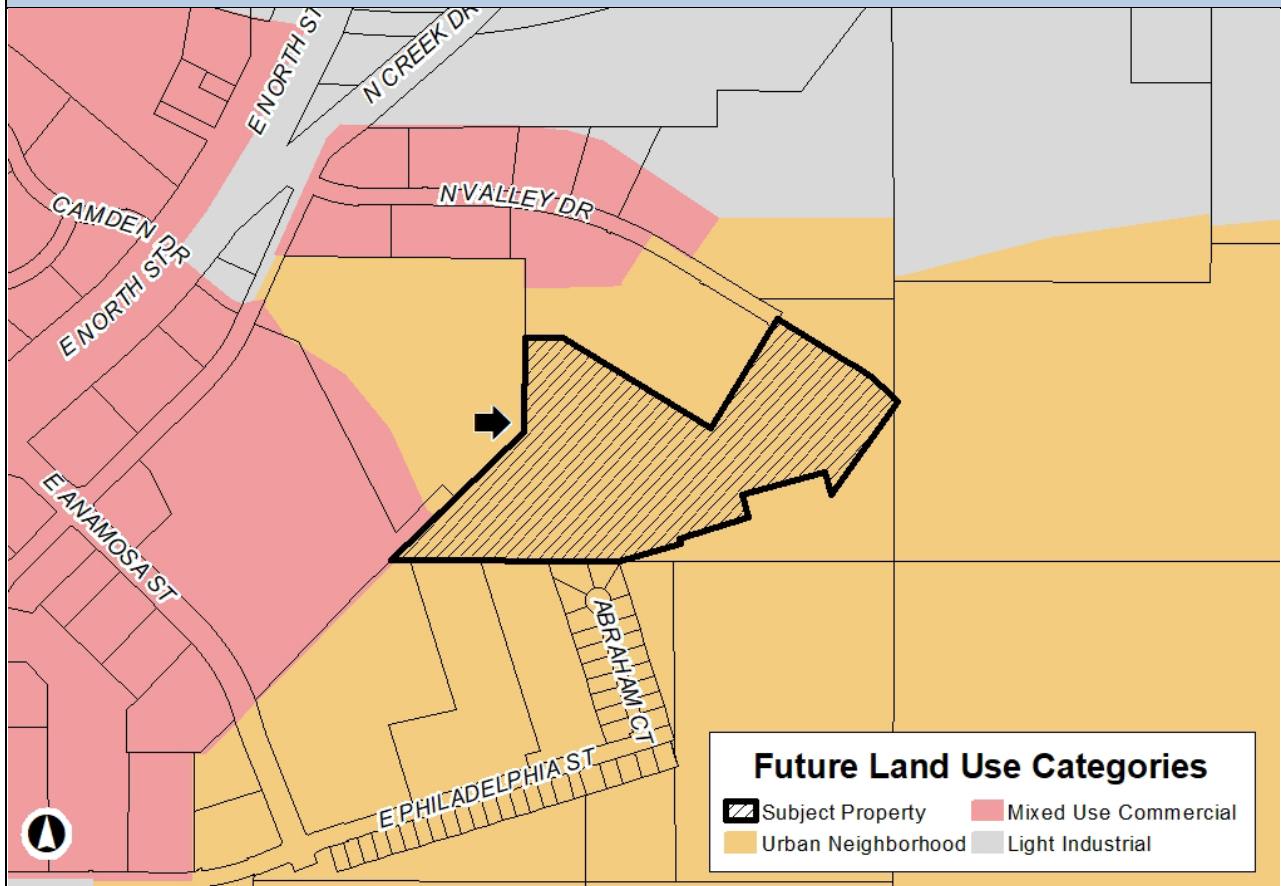 E NORTH ST
N CREEK DR
N VALLEY DR
CAMDEN DR
E NORTH ST
E ANAMOSA ST
ABRAHAM CT
E PHILADELPHIA ST
Future Land Use Categories
Subject Property
Mixed Use Commercial
Urban Neighborhood
Light Industrial